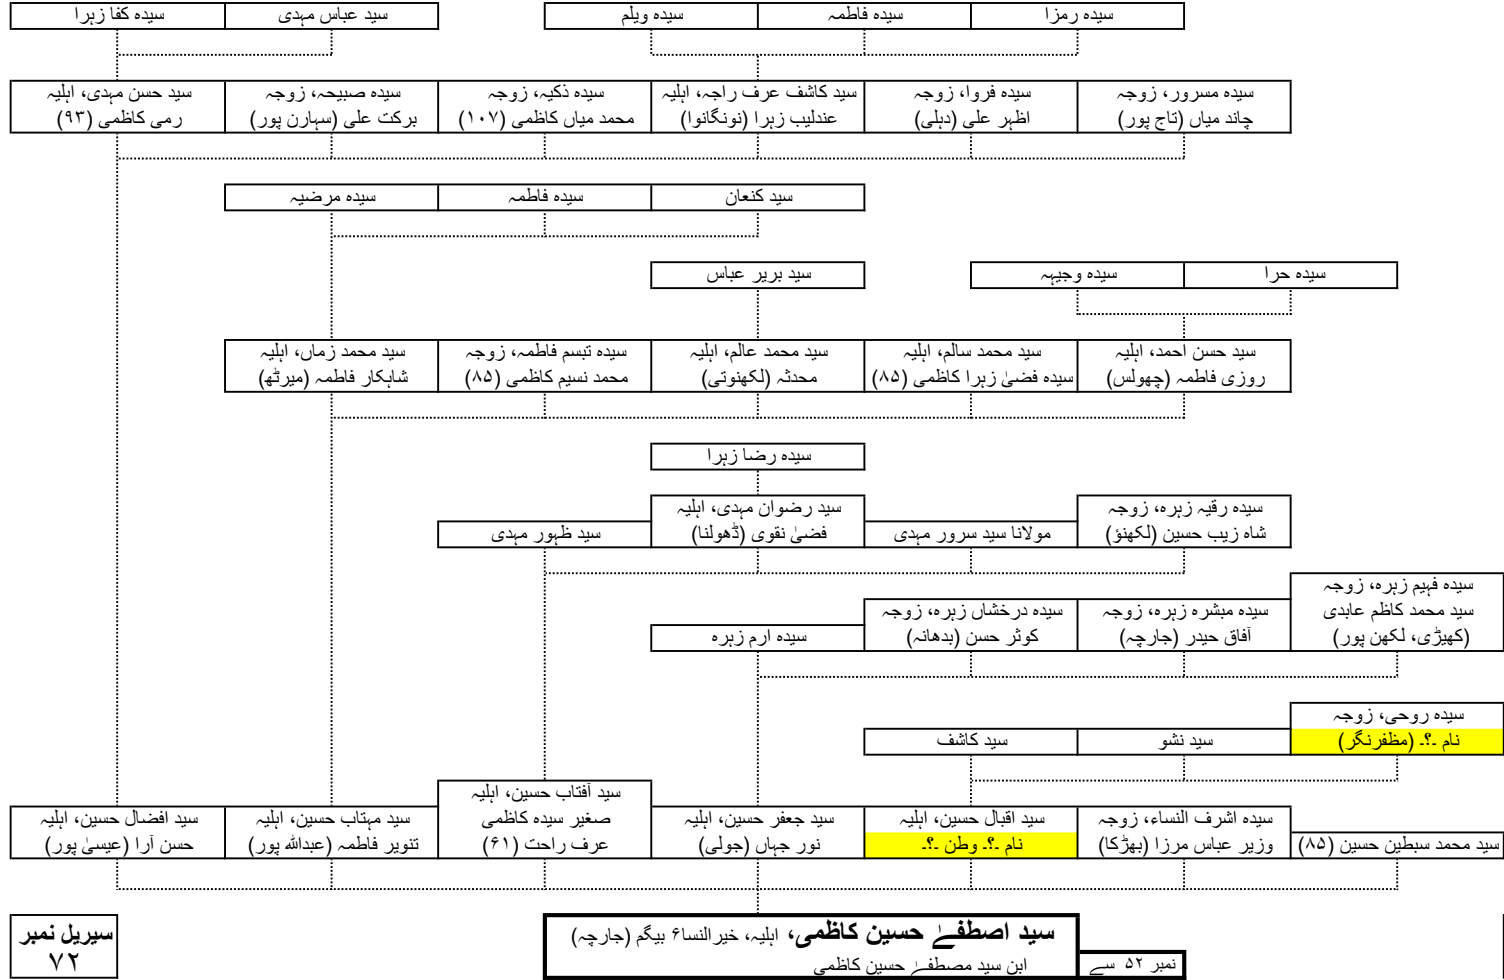 سیدہ رمزا
سیدہ فاطمہ
سیدہ ویلم
سید عباس مہدی
سیدہ کفا زہرا
سیدہ مسرور، زوجہ
چاند میاں (تاج پور)
سیدہ فروا، زوجہ
اظہر علی (دہلی)
سید کاشف عرف راجہ، اہلیہ
عندلیب زہرا (نونگانوا)
سیدہ ذکیہ، زوجہ
محمد میاں کاظمی (۱۰۷)
سیدہ صبیحہ، زوجہ
برکت علی (سہارن پور)
سید حسن مہدی، اہلیہ
رمی کاظمی (۹۳)
سید کنعان
سیدہ فاطمہ
سیدہ مرضیہ
سیدہ حرا
سیدہ وجیہہ
سید بریر عباس
سید حسن احمد، اہلیہ
روزی فاطمہ (چھولس)
سید محمد سالم، اہلیہ
سیدہ فضیٰ زہرا کاظمی (۸۵)
سید محمد عالم، اہلیہ
محدثہ (لکھنوتی)
سیدہ تبسم فاطمہ، زوجہ
محمد نسیم کاظمی (۸۵)
سید محمد زماں، اہلیہ
شاہکار فاطمہ (میرٹھ)
سیدہ رضا زہرا
سیدہ رقیہ زہرہ، زوجہ
شاہ زیب حسین (لکھنؤ)
مولانا سید سرور مہدی
سید رضوان مہدی، اہلیہ
فضیٰ نقوی (ڈھولنا)
سید ظہور مہدی
سیدہ فہیم زہرہ، زوجہ
سید محمد کاظم عابدی
(کھیڑی، لکھن پور)
سیدہ مبشرہ زہرہ، زوجہ
آفاق حیدر (جارچہ)
سیدہ درخشاں زہرہ، زوجہ
کوثر حسن (بدھانہ)
سیدہ ارم زہرہ
سیدہ روحی، زوجہ
نام ـ؟ـ (مظفرنگر)
سید نشو
سید کاشف
سید محمد سبطین حسین (۸۵)
سیدہ اشرف النساء، زوجہ
وزیر عباس مرزا (بھڑکا)
سید اقبال حسین، اہلیہ
نام ـ؟ـ وطن ـ؟ـ
سید جعفر حسین، اہلیہ
نور جہاں (جولی)
سید آفتاب حسین، اہلیہ
صغیر سیدہ کاظمی
عرف راحت (۶۱)
سید مہتاب حسین، اہلیہ
تنویر فاطمہ (عبداللہ پور)
سید افضال حسین، اہلیہ
حسن آرا (عیسیٰ پور)
سید اصطفےٰ حسین کاظمی، اہلیہ، خیرالنساء بیگم (جارچہ)
نمبر ۵۲ سے
ابن سید مصطفےٰ حسین کاظمی
سیریل نمبر
۷۲